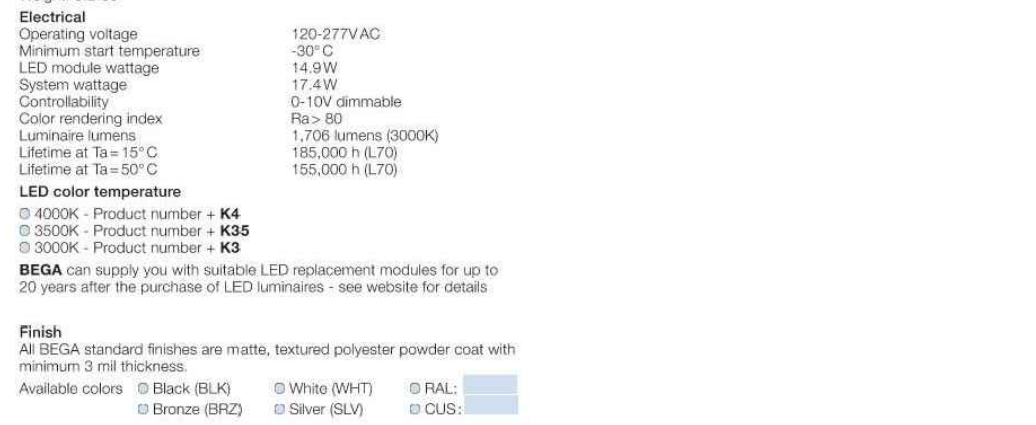 Electrical
Operating voltage 120-277V AC
Minimum start temperature -30° C
LED module wattage 14.9 W
System wattage 17.4 W
Controllability 0-10V dimmable
Color rendering index Ra > 80
Luminaire lumens 1,706 lumens (3000K)
Lifetime at Ta = 15° C 185,000 h (L70)
Lifetime at Ta = 50° C 155,000 h (L70)
LED color temperature
4000K - Product number + K4
3500K - Product number + K35
3000K - Product number + K3
BEGA can supply you with suitable LED replacement modules for up to
20 years after the purchase of LED luminaires - see website for details
Finish
All BEGA standard finishes are matte, textured polyester powder coat with
minimum 3 mil thickness.
Available colors Black (BLK) White (WHT) RAL:
Bronze (BRZ) Silver (SLV) CUS: